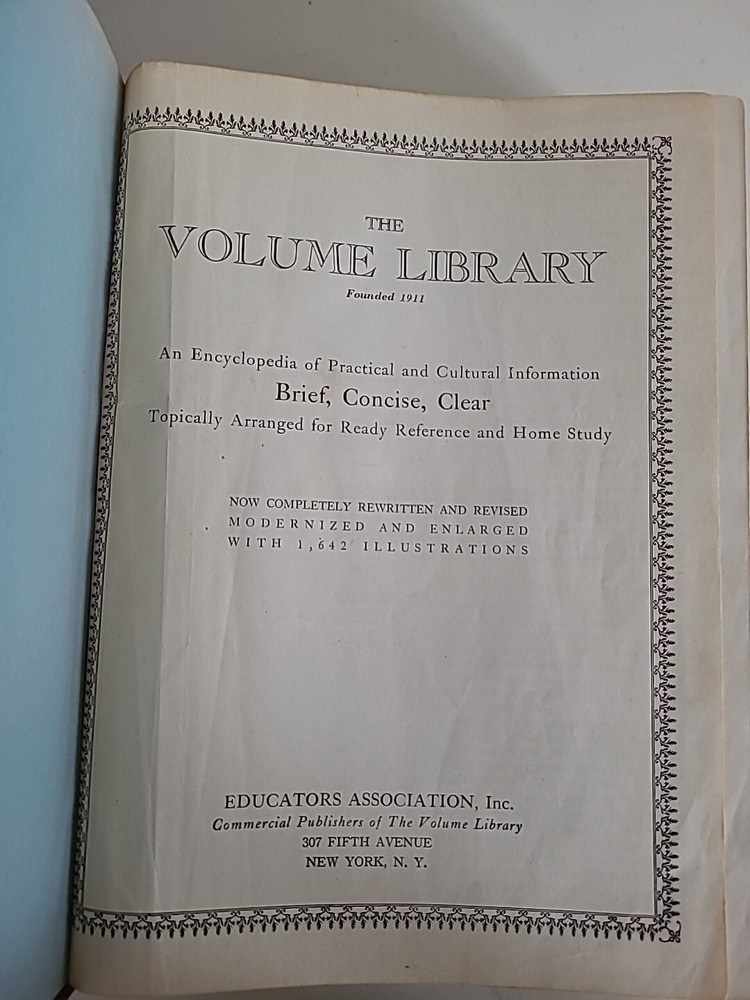 THE
VOLUME LIBRARY
Founded 1911
An Encyclopedia of Practical and Cultural Information
Brief, Concise, Clear
Topically Arranged for Ready Reference and Home Study
NOW COMPLETELY REWRITTEN AND REVISED
MODERNIZED AND ENLARGED
WITH 1,642 ILLUSTRATIONS
EDUCATORS ASSOCIATION, Inc.
Commercial Publishers of The Volume Library
307 FIFTH AVENUE
NEW YORK, N. Y.